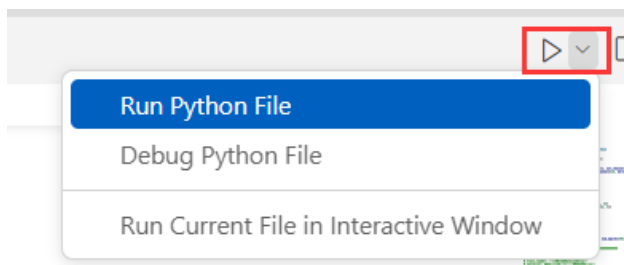 Run Python File
Debug Python File
Run Current File in Interactive Window